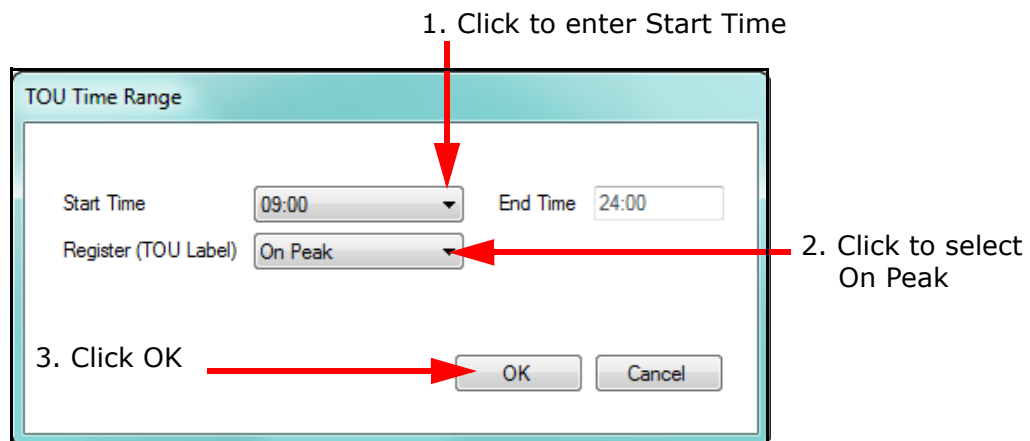 1. Click to enter Start Time
TOU Time Range
Start Time 09:00 End Time 24:00
Register (TOU Label) On Peak
2. Click to select
On Peak
3. Click OK
OK Cancel